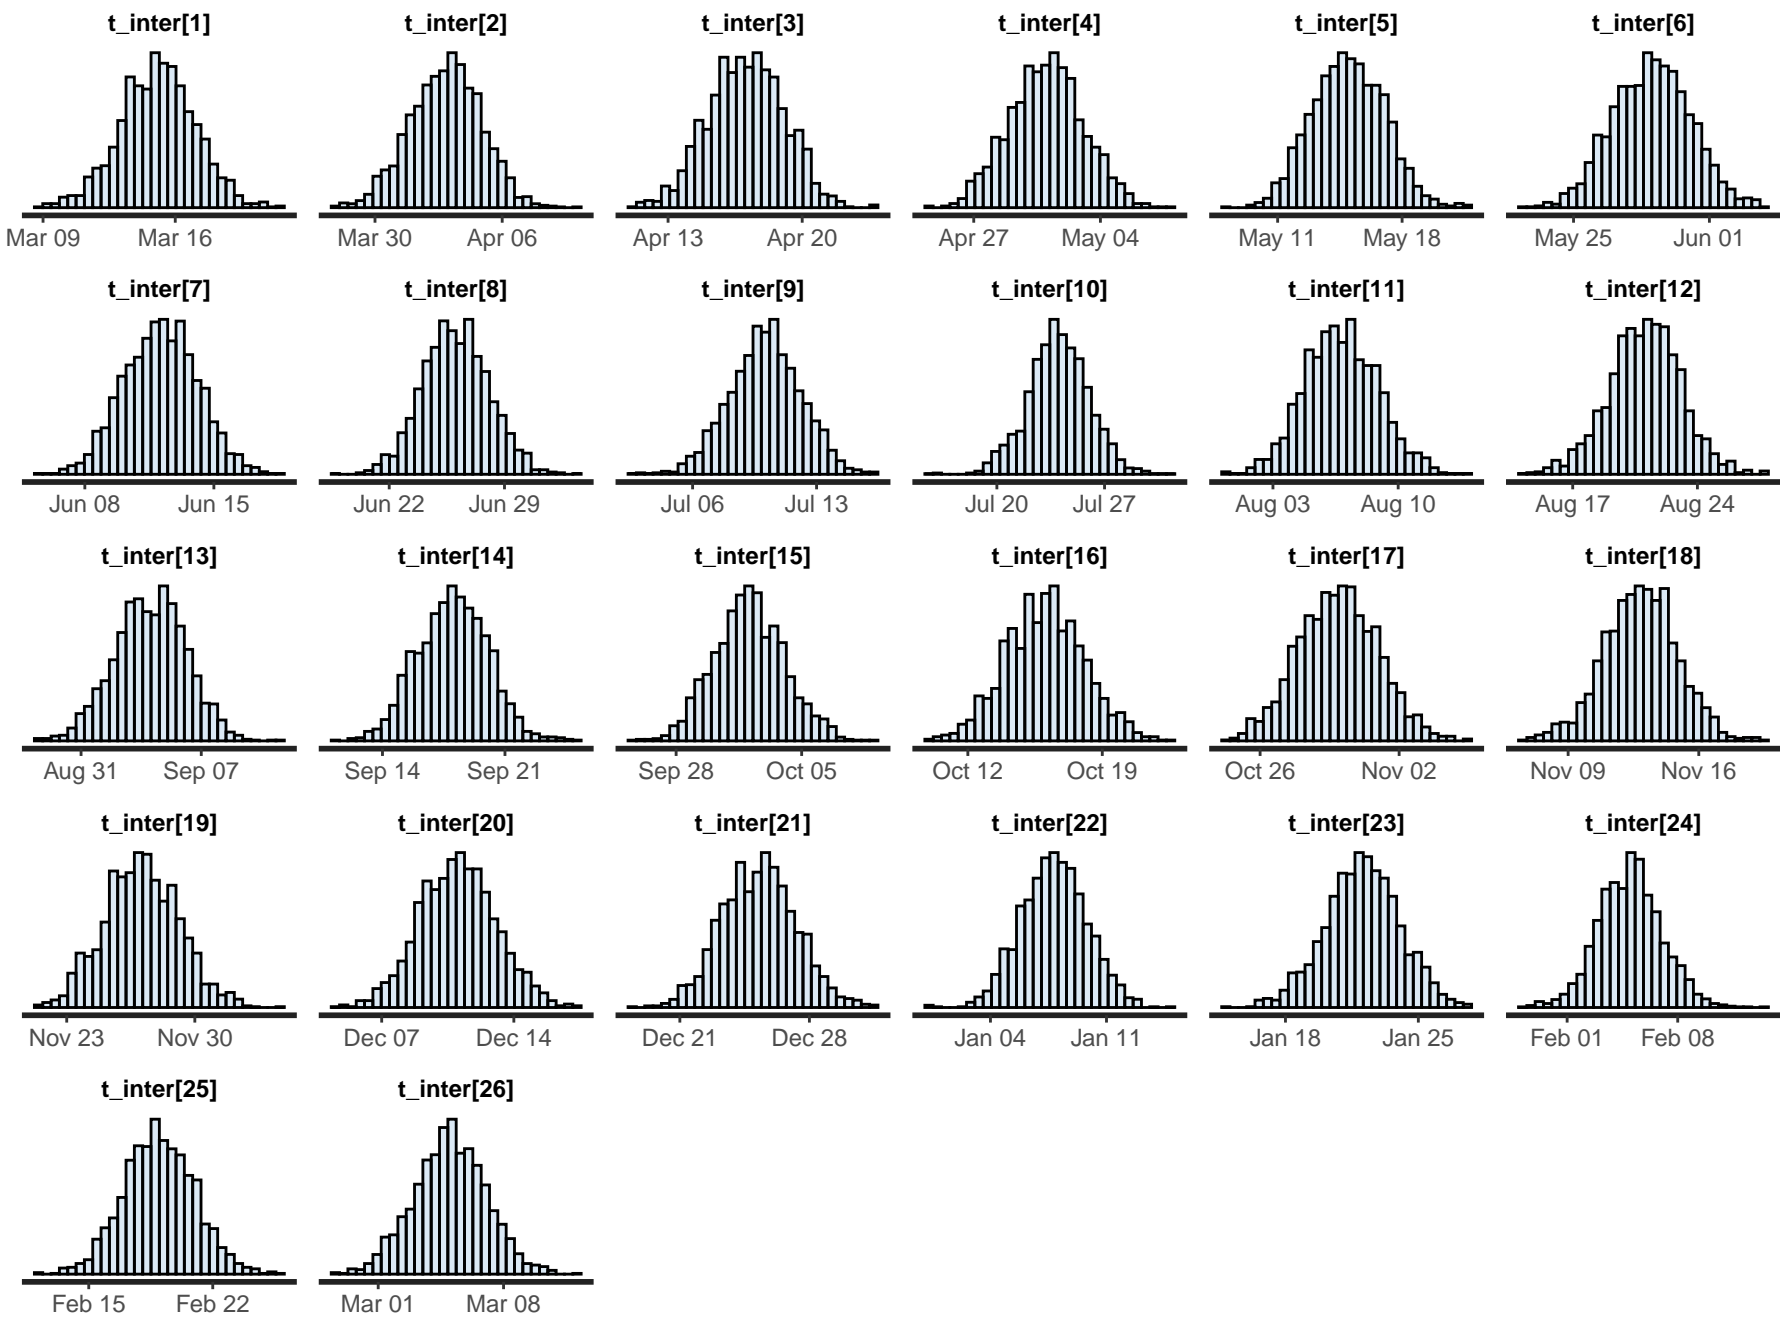 t_inter[1] t_inter[2] t_inter[3] t_inter[4] t_inter[5] t_inter[6]
Mar 09 Mar 16 Mar 30 Apr 06 Apr 13 Apr 20 Apr 27 May 04 May 11 May 18 May 25 Jun 01
t_inter[7] t_inter[8] t_inter[9] t_inter[10] t_inter[11] t_inter[12]
Jun 08 Jun 15 Jun 22 Jun 29 Jul 06 Jul 13 Jul 20 Jul 27 Aug 03 Aug 10 Aug 17 Aug 24
t_inter[13] t_inter[14] t_inter[15] t_inter[16] t_inter[17] t_inter[18]
Aug 31 Sep 07 Sep 14 Sep 21 Sep 28 Oct 05 Oct 12 Oct 19 Oct 26 Nov 02 Nov 09 Nov 16
t_inter[19] t_inter[20] t_inter[21] t_inter[22] t_inter[23] t_inter[24]
Nov 23 Nov 30 Dec 07 Dec 14 Dec 21 Dec 28 Jan 04 Jan 11 Jan 18 Jan 25 Feb 01 Feb 08
t_inter[25] t_inter[26]
Feb 15 Feb 22 Mar 01 Mar 08